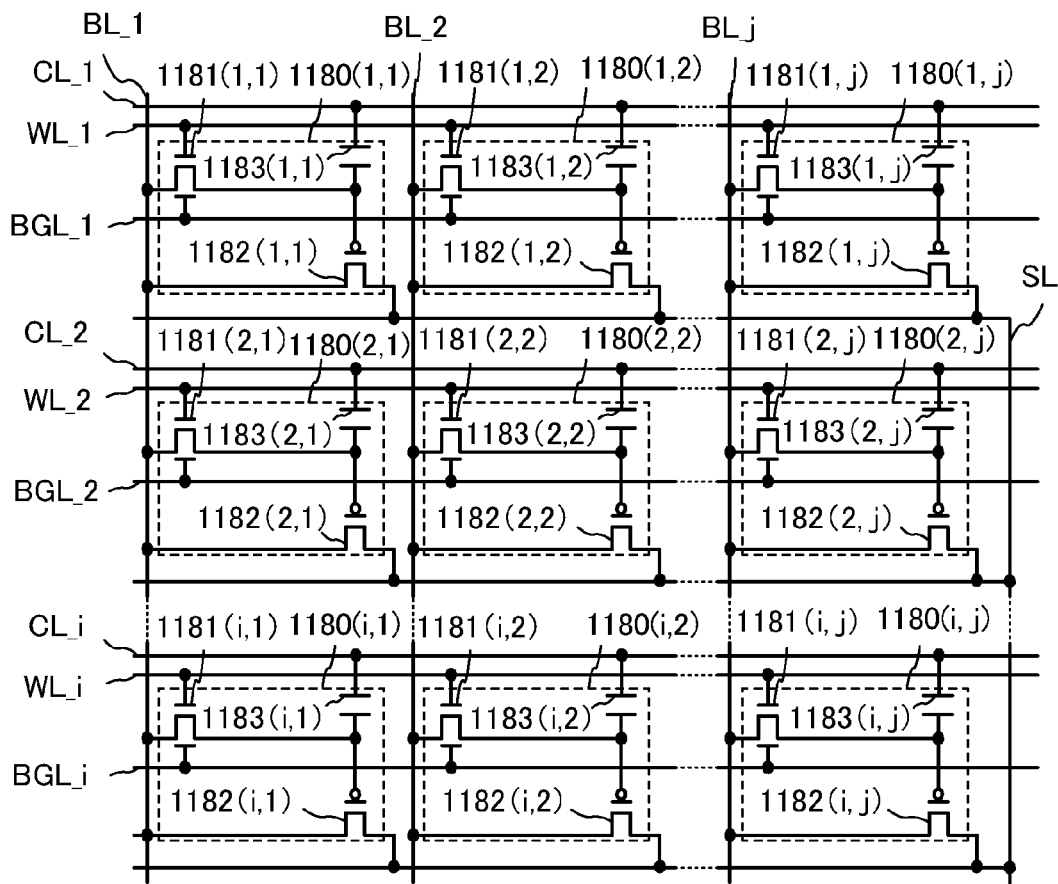 BL_1 BL_2 BL_j
CL_1 1181(1,1) 1180(1,1) 1181(1,2) 1180(1,2) 1181(1,j) 1180(1,j)
WL_1
1183(1,1) 1183(1,2) 1183(1,j)
BGL_1
1182(1,1) 1182(1,2) 1182(1,j)
SL
CL_2 1181(2,1) 1180(2,1) 1181(2,2) 1180(2,2) 1181(2,j) 1180(2,j)
WL_2
1183(2,1) 1183(2,2) 1183(2,j)
BGL_2
1182(2,1) 1182(2,2) 1182(2,j)
CL_i 1181(i,1) 1180(i,1) 1181(i,2) 1180(i,2) 1181(i,j) 1180(i,j)
WL_i
1183(i,1) 1183(i,2) 1183(i,j)
BGL_i
1182(i,1) 1182(i,2) 1182(i,j)